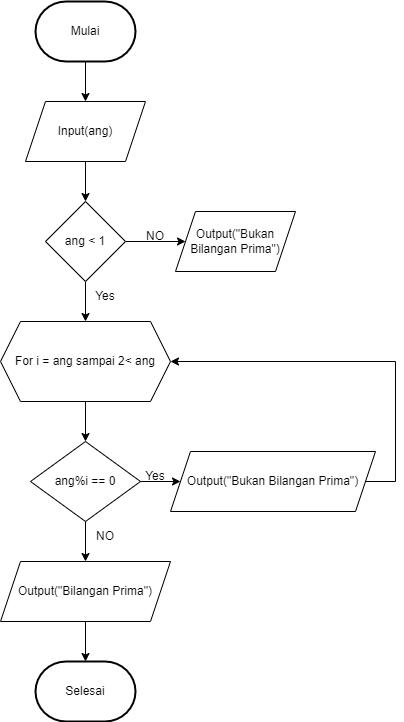 Mulai
Input(ang)
ang < 1
NO
Output("Bukan
Bilangan Prima")
Yes
For i = ang sampai 2< ang
ang%i == 0
Yes
Output("Bukan Bilangan Prima")
NO
Output("Bilangan Prima")
Selesai